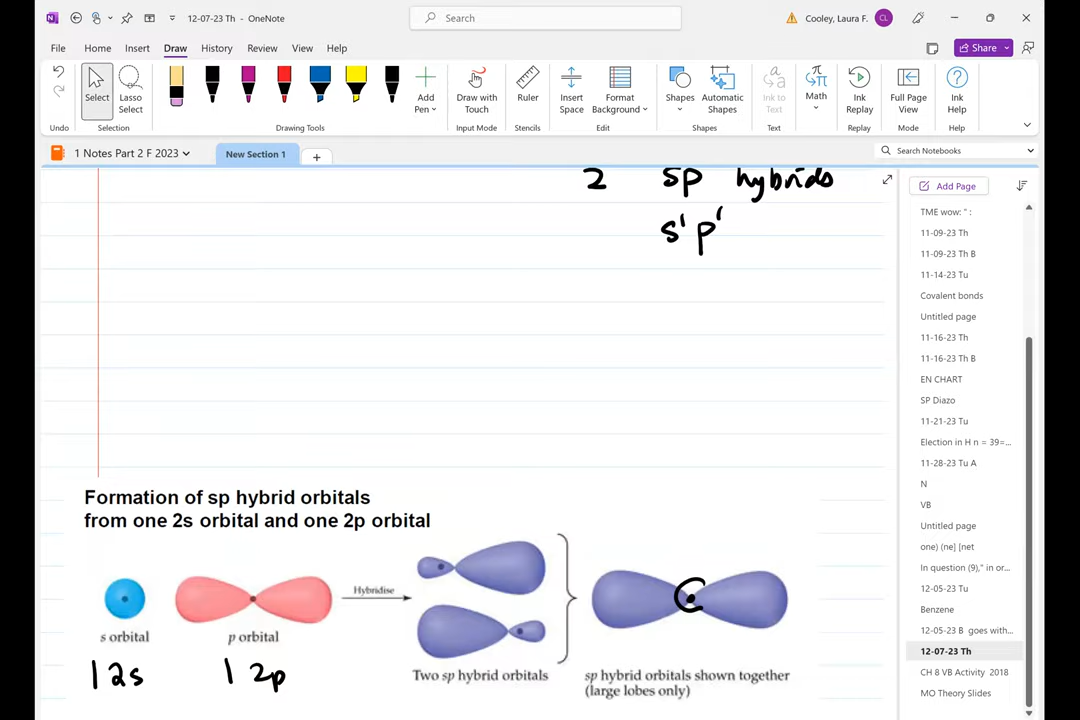 12-07-23 Th - OneNote
Search
Cooley, Laura F.
CL
File Home Insert Draw History Review View Help
Share
Select
Lasso Select
Add Pen
Draw with Touch
Ruler
Insert Space
Format Background
Shapes
Automatic Shapes
Ink to Text
Math
Ink Replay
Full Page View
Ink Help
Undo Selection Drawing Tools Input Mode Stencils Edit Shapes Text Replay Mode Help
1 Notes Part 2 F 2023
New Section 1
+
Search Notebooks
Add Page
2 sp hybrids
s' p'
Formation of sp hybrid orbitals
from one 2s orbital and one 2p orbital
Hybridise
s orbital
p orbital
Two sp hybrid orbitals
sp hybrid orbitals shown together
(large lobes only)
1 2s
1 2p
C
TME wow: " :
11-09-23 Th
11-09-23 Th B
11-14-23 Tu
Covalent bonds
Untitled page
11-16-23 Th
11-16-23 Th B
EN CHART
SP Diazo
11-21-23 Tu
Election in H n = 39=...
11-28-23 Tu A
N
VB
Untitled page
one) (ne] [net
In question (9)," in or...
12-05-23 Tu
Benzene
12-05-23 B goes with...
12-07-23 Th
CH 8 VB Activity 2018
MO Theory Slides